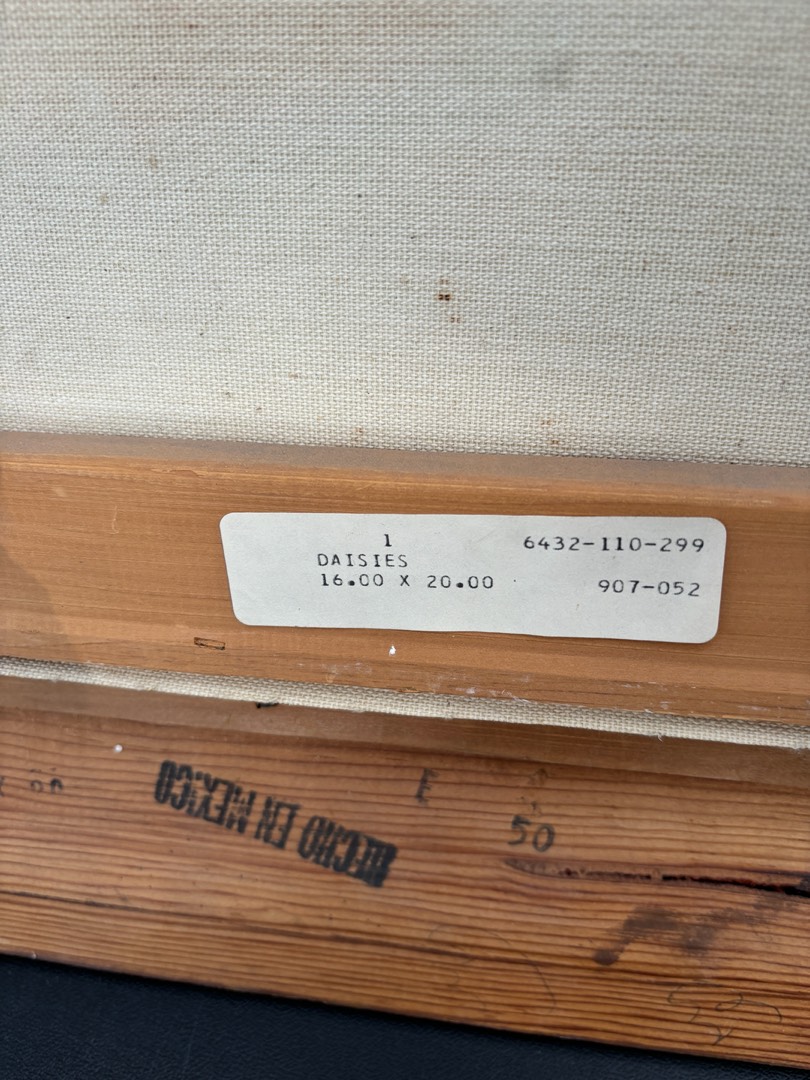 1
6432-110-299
DAISIES
16.00 X 20.00
907-052
HECHO EN MEXICO
E
50